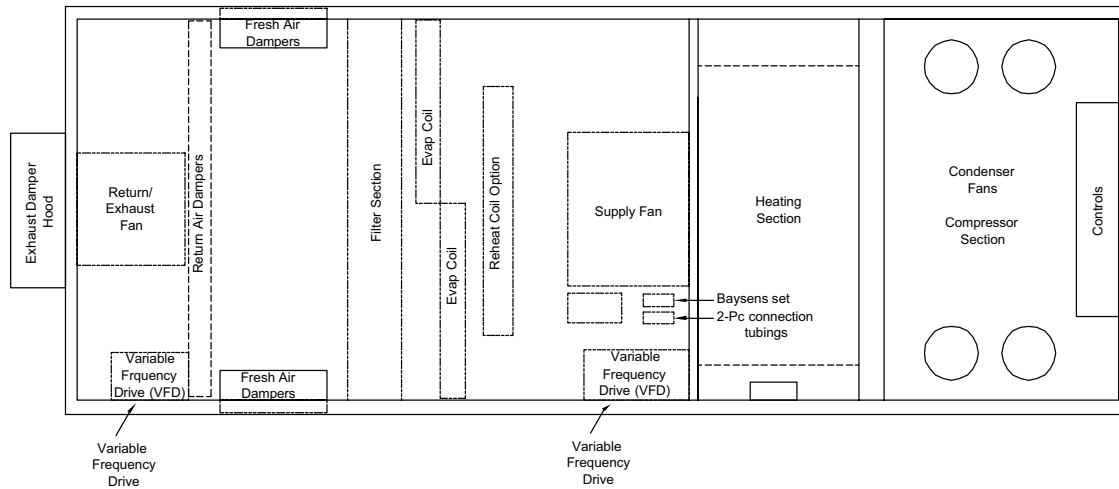 Fresh Air
Dampers
Exhaust Damper
Hood
Return/
Exhaust
Fan
Return Air Dampers
Variable
Frquency
Drive (VFD)
Variable
Frequency
Drive
Fresh Air
Dampers
Filter Section
Evap Coil
Evap Coil
Reheat Coil Option
Supply Fan
Baysens set
2-Pc connection
tubings
Variable
Frequency
Drive (VFD)
Variable
Frequency
Drive
Heating
Section
Condenser
Fans
Compressor
Section
Controls